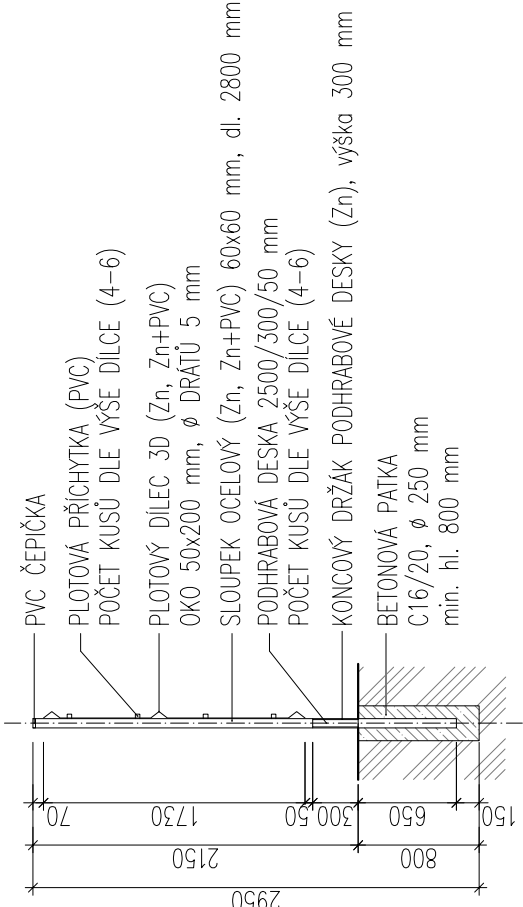 PVC ČEPIČKA
PLOTOVÁ PŘÍCHYTKA (PVC)
POČET KUSŮ DLE VÝŠE DÍLCE (4-6)
PLOTOVÝ DÍLEC 3D (Zn, Zn+PVC)
OKO 50x200 mm, ø DRÁTŮ 5 mm
SLOUPEK OCELOVÝ (Zn, Zn+PVC) 60x60 mm, dl. 2800 mm
PODHRABOVÁ DESKA 2500/300/50 mm
POČET KUSŮ DLE VÝŠE DÍLCE (4-6)
KONCOVÝ DRŽÁK PODHRABOVÉ DESKY (Zn), výška 300 mm
BETONOVÁ PATKA
C16/20, ø 250 mm
min. hl. 800 mm
70
1730
50
300
650
150
2150
800
2950